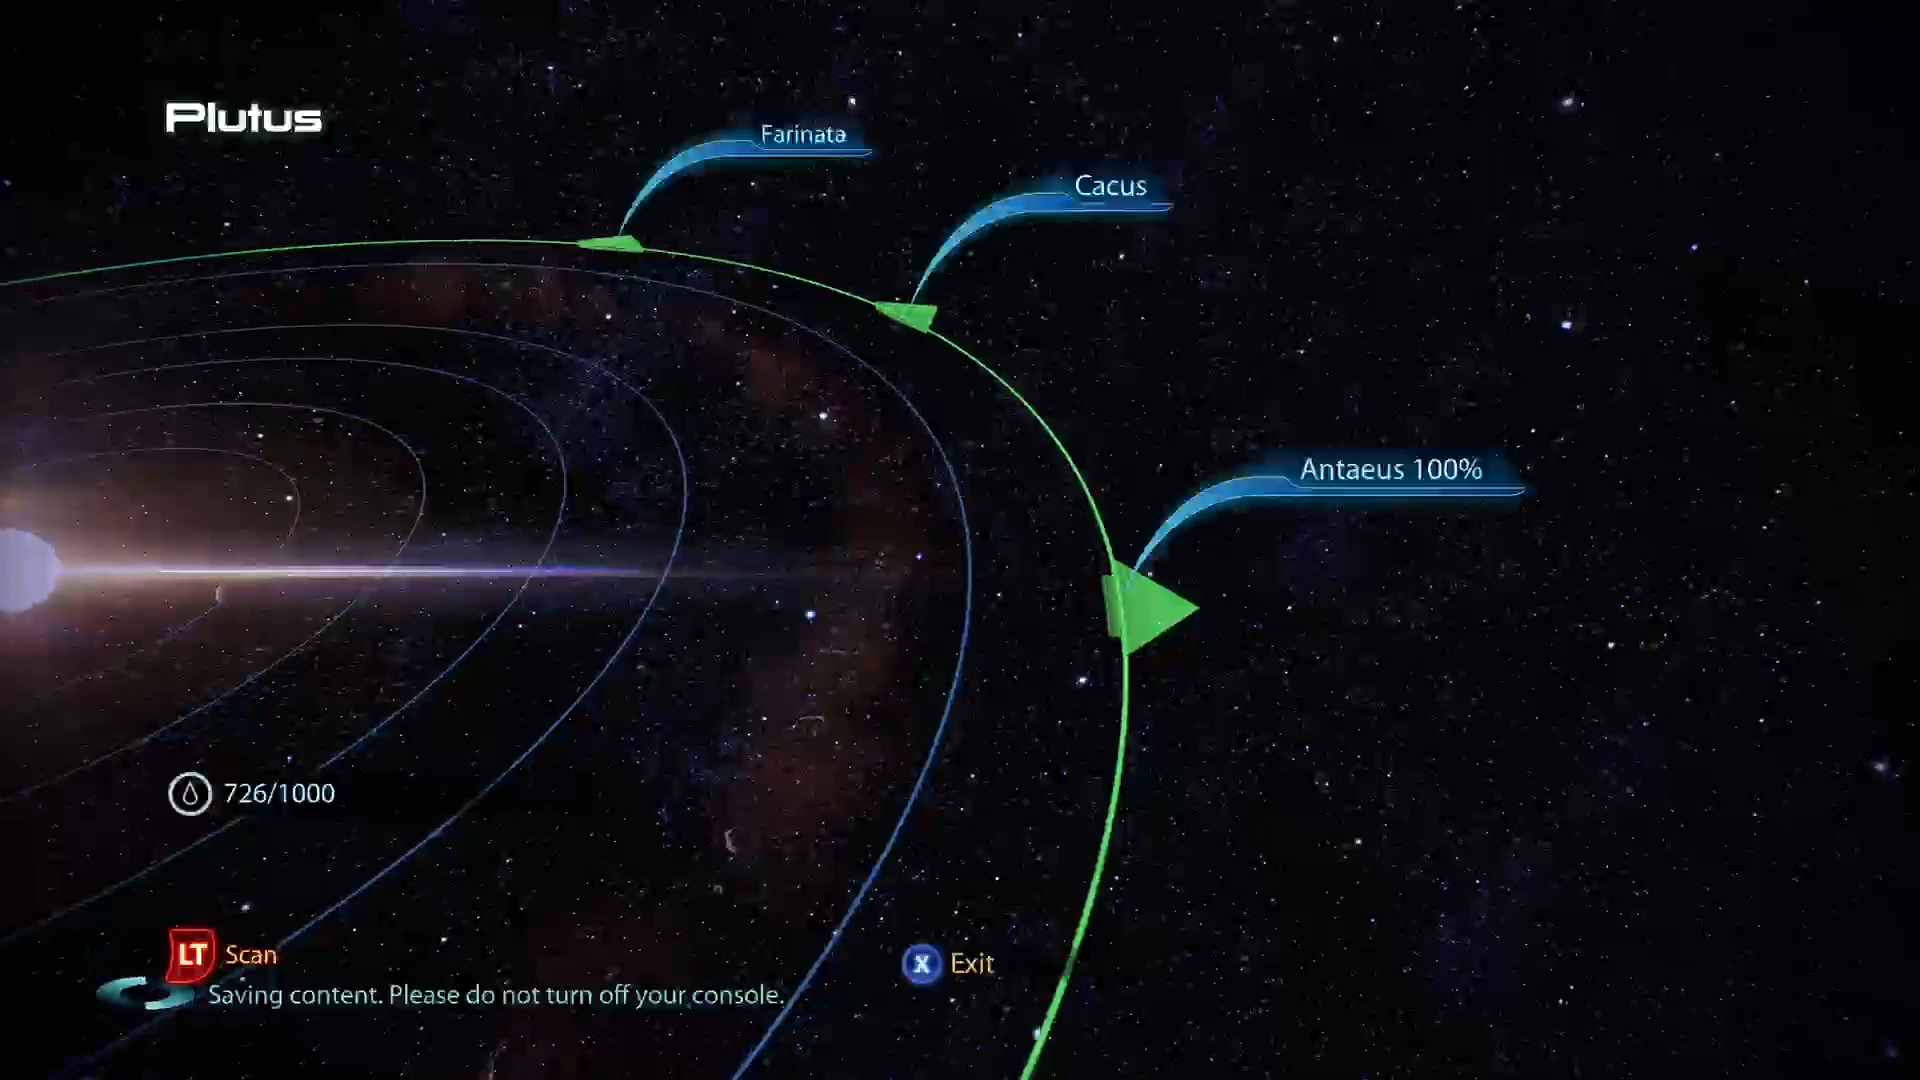 Plutus
Farinata
Cacus
Antaeus 100%
726/1000
LT Scan
X Exit
Saving content. Please do not turn off your console.